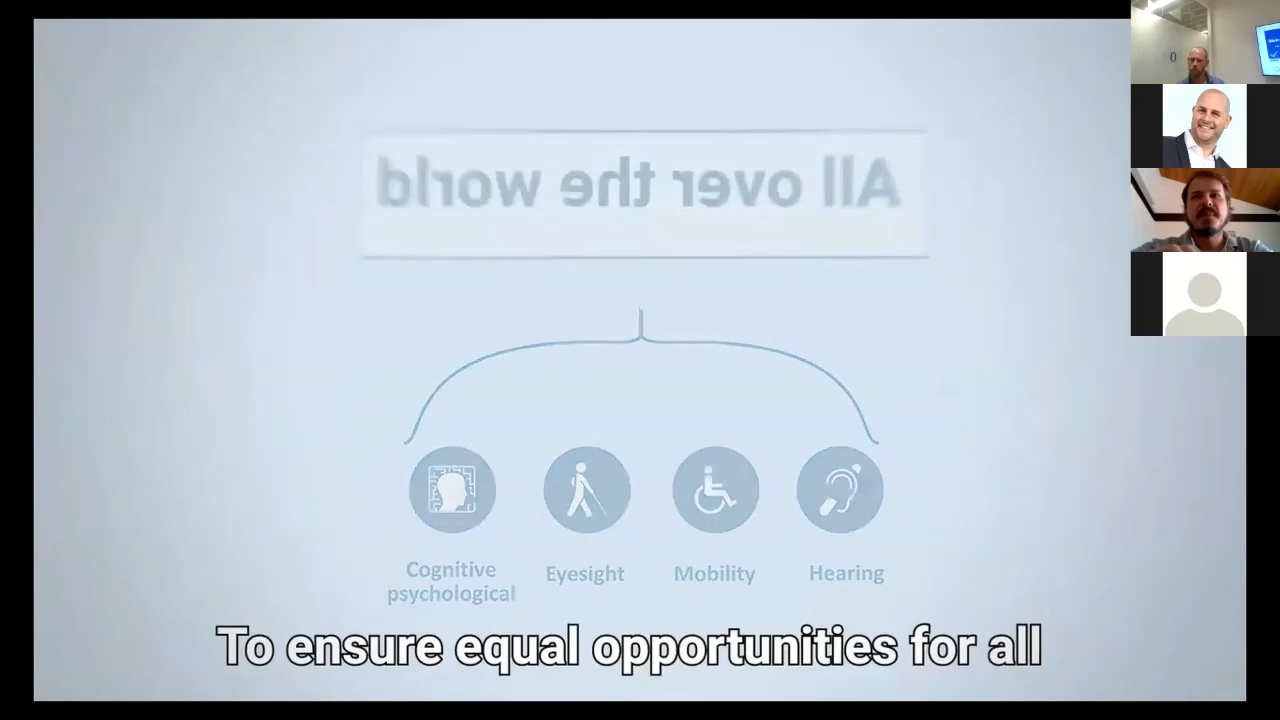 All over the world
Cognitive
psychological
Eyesight
Mobility
Hearing
To ensure equal opportunities for all